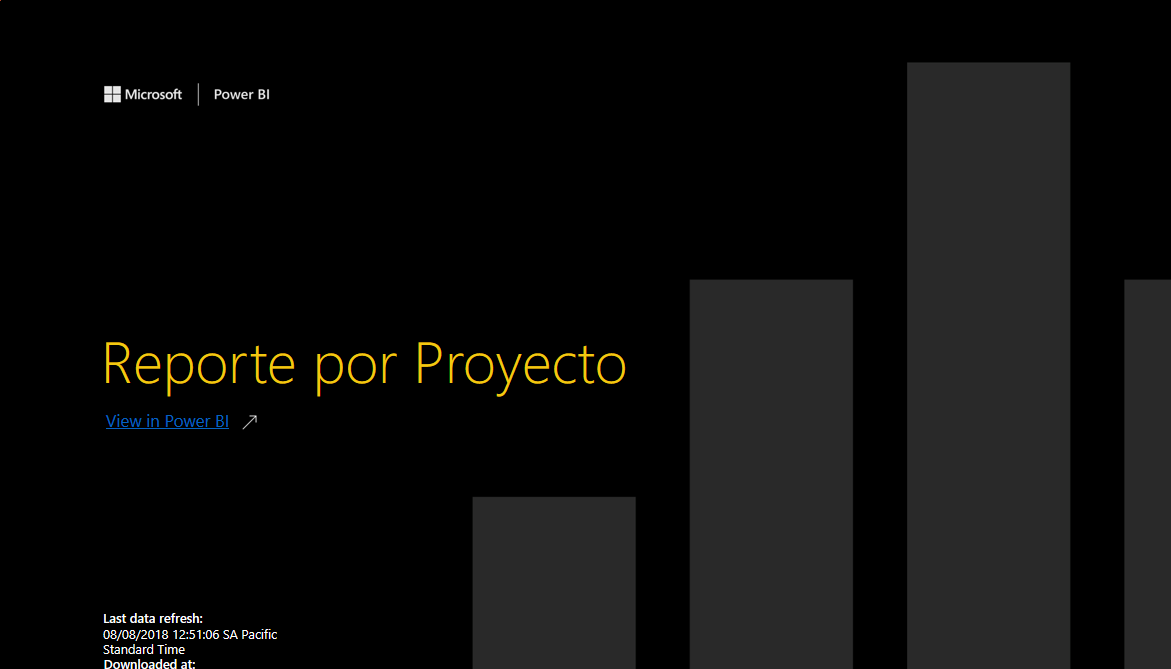 Microsoft | Power BI
Reporte por Proyecto
View in Power BI
Last data refresh:
08/08/2018 12:51:06 SA Pacific
Standard Time
Downloaded at: